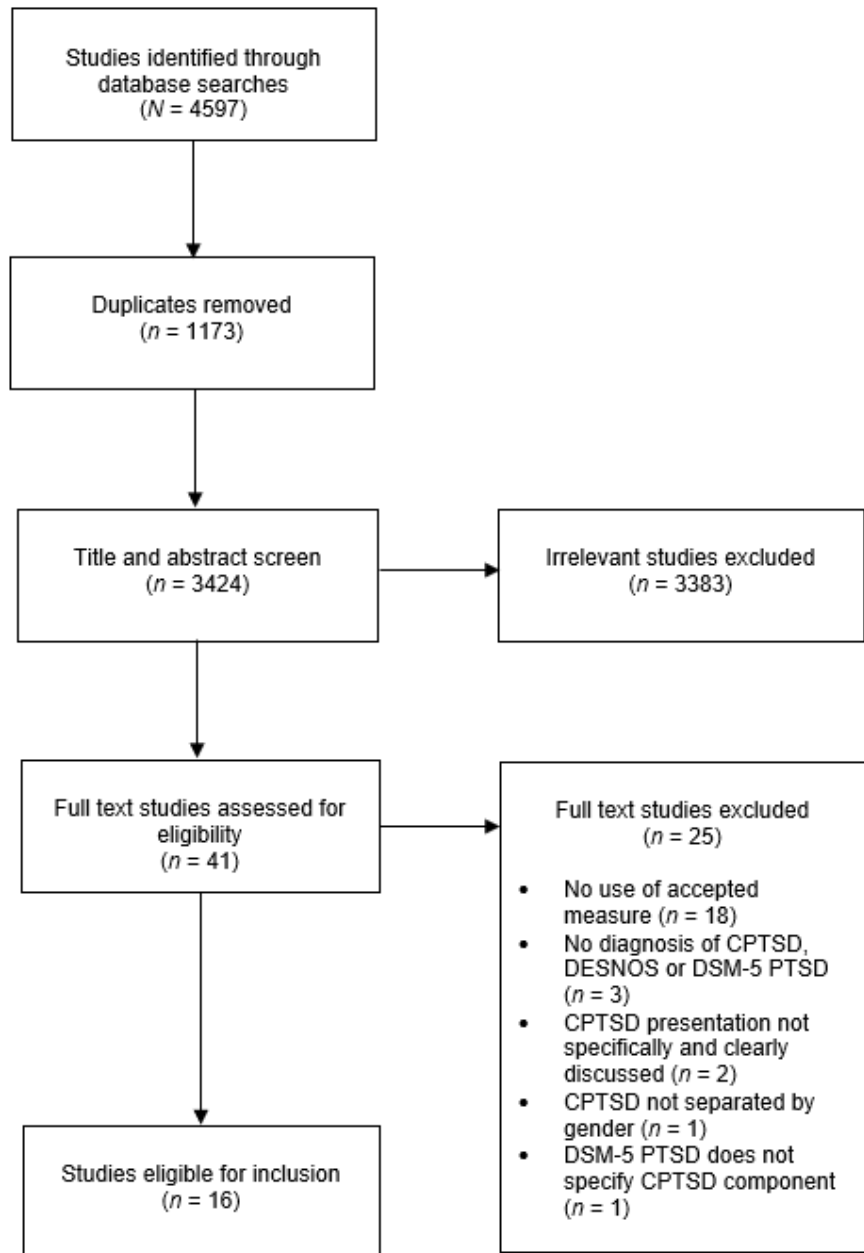 Studies identified through
database searches
(N = 4597)
Duplicates removed
(n = 1173)
Title and abstract screen
(n = 3424)
Irrelevant studies excluded
(n = 3383)
Full text studies assessed for
eligibility
(n = 41)
Full text studies excluded
(n = 25)
• No use of accepted
measure (n = 18)
• No diagnosis of CPTSD,
DESNOS or DSM-5 PTSD
(n = 3)
• CPTSD presentation not
specifically and clearly
discussed (n = 2)
• CPTSD not separated by
gender (n = 1)
• DSM-5 PTSD does not
specify CPTSD component
(n = 1)
Studies eligible for inclusion
(n = 16)